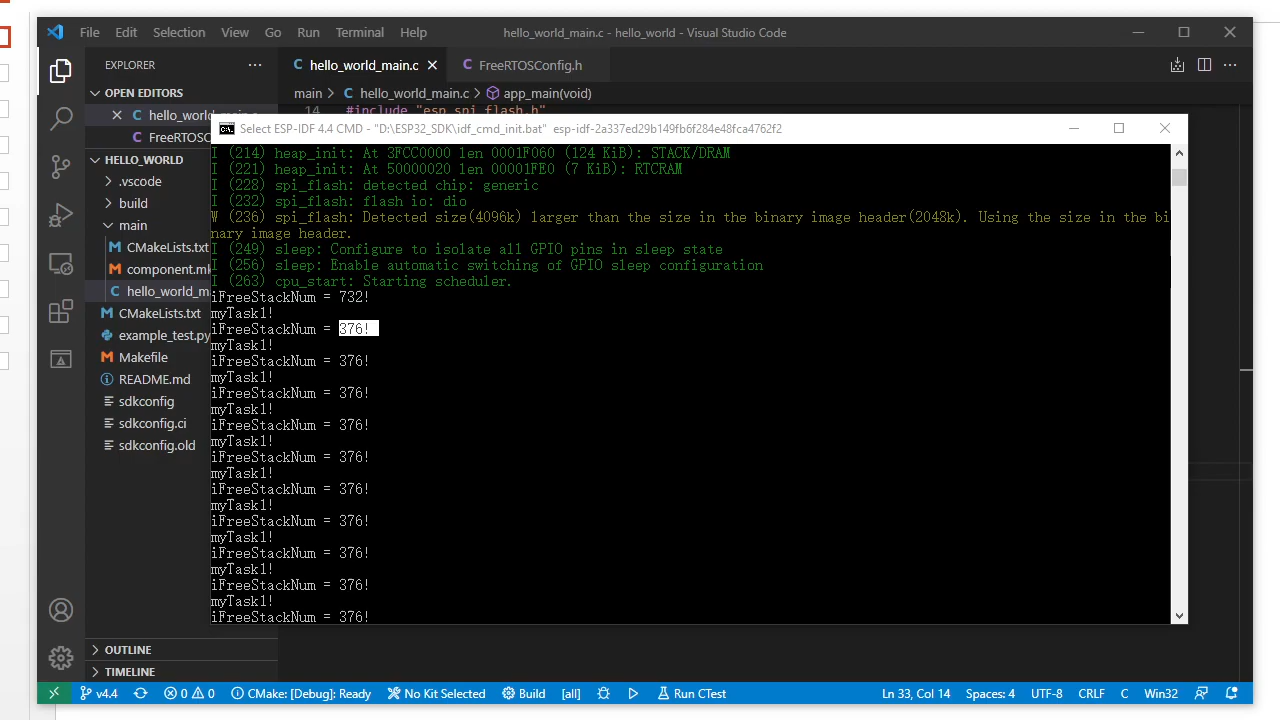 File Edit Selection View Go Run Terminal Help hello_world_main.c - hello_world - Visual Studio Code
EXPLORER
hello_world_main.c
FreeRTOSConfig.h
OPEN EDITORS
main > hello_world_main.c > app_main(void)
hello_world_main.c
14 #include "esp_spi_flash.h"
FreeRTOSC
Select ESP-IDF 4.4 CMD - "D:\ESP32_SDK\idf_cmd_init.bat" esp-idf-2a337ed29b149fb6f284e48fca4762f2
HELLO_WORLD
.vscode
build
main
CMakeLists.txt
component.mk
hello_world_m
CMakeLists.txt
example_test.py
Makefile
README.md
sdkconfig
sdkconfig.ci
sdkconfig.old
OUTLINE
TIMELINE
I (214) heap_init: At 3FCC0000 len 0001F060 (124 KiB): STACK/DRAM
I (221) heap_init: At 50000020 len 00001FE0 (7 KiB): RTCRAM
I (228) spi_flash: detected chip: generic
I (232) spi_flash: flash io: dio
W (236) spi_flash: Detected size(4096k) larger than the size in the binary image header(2048k). Using the size in the bi
nary image header.
I (249) sleep: Configure to isolate all GPIO pins in sleep state
I (256) sleep: Enable automatic switching of GPIO sleep configuration
I (263) cpu_start: Starting scheduler.
iFreeStackNum = 732!
myTask1!
iFreeStackNum = 376!
myTask1!
iFreeStackNum = 376!
myTask1!
iFreeStackNum = 376!
myTask1!
iFreeStackNum = 376!
myTask1!
iFreeStackNum = 376!
myTask1!
iFreeStackNum = 376!
myTask1!
iFreeStackNum = 376!
myTask1!
iFreeStackNum = 376!
myTask1!
iFreeStackNum = 376!
myTask1!
iFreeStackNum = 376!
v4.4 0 0 CMake: [Debug]: Ready No Kit Selected Build [all] Run CTest Ln 33, Col 14 Spaces: 4 UTF-8 CRLF C Win32